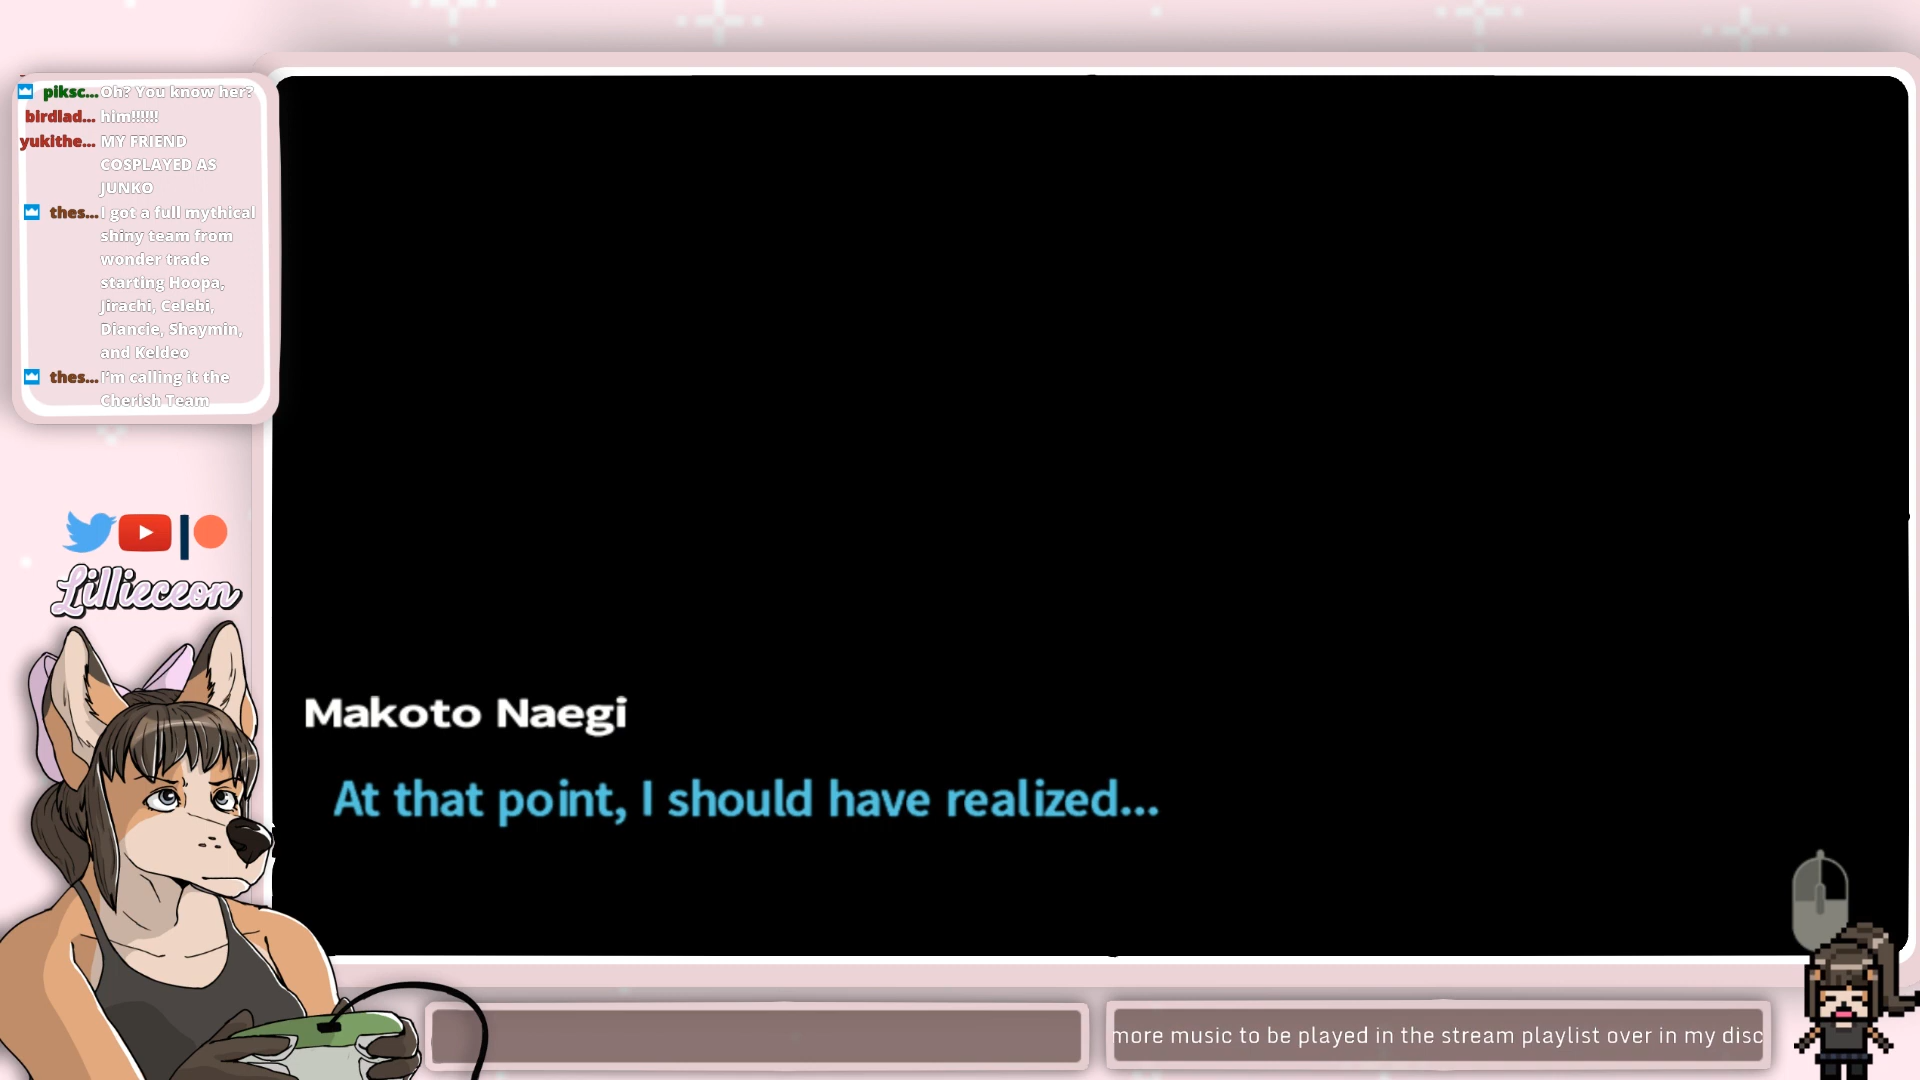 piksc... Oh? You know her?
birdlad... him!!!!!!
yukithe... MY FRIEND
COSPLAYED AS
JUNKO
thes... I got a full mythical
shiny team from
wonder trade
starting Hoopa,
Jirachi, Celebi,
Diancie, Shaymin,
and Keldeo
thes... I'm calling it the
Cherish Team
Lillieceon
Makoto Naegi
At that point, I should have realized...
more music to be played in the stream playlist over in my disc